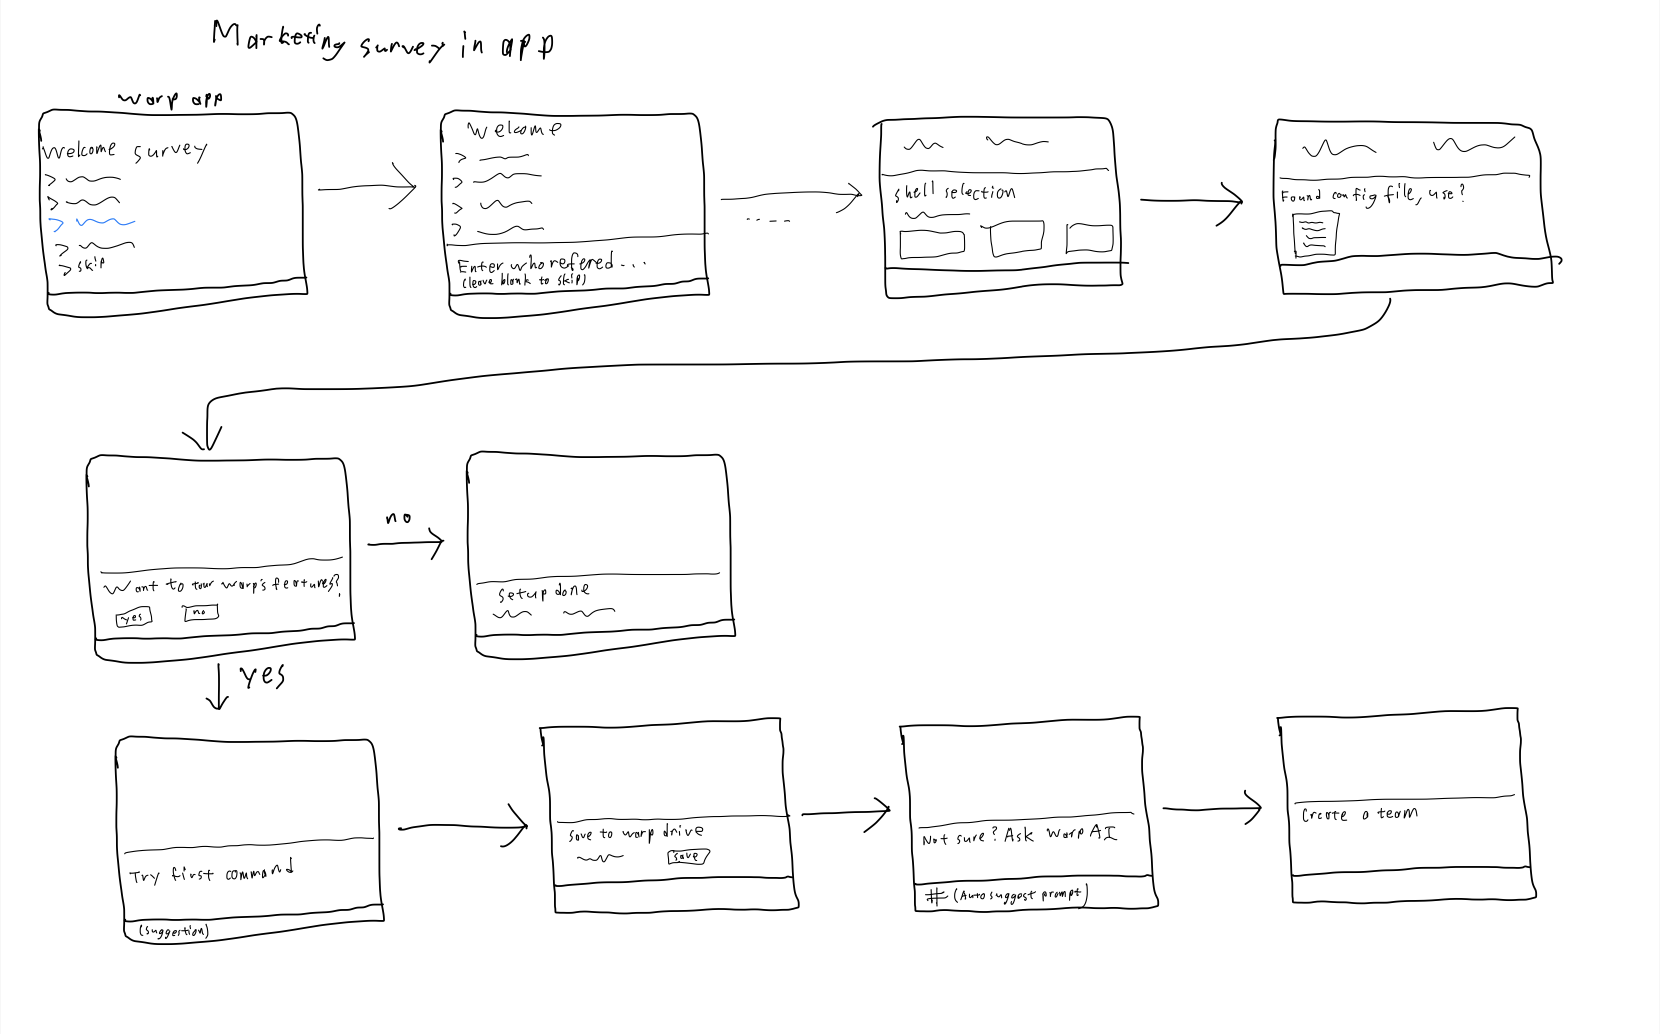 Marketing survey in app
warp app
Welcome survey
>
>
>
>
> skip
Welcome
>
>
>
>
Enter who refered ...
(leave blank to skip)
shell selection
Found config file, use?
Want to tour warp's features?
yes
no
no
Setup done
yes
Try first command
(suggestion)
save to warp drive
save
Not sure? Ask Warp AI
# (Auto suggest prompt)
Create a team